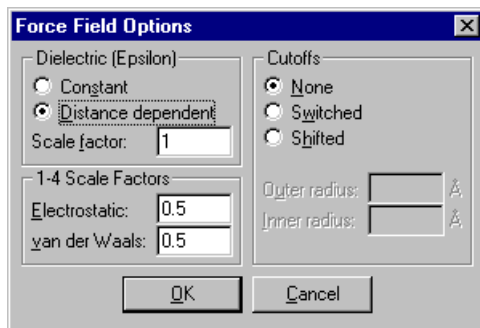 Force Field Options
Dielectric (Epsilon)
Constant
Distance dependent
Scale factor: 1
1-4 Scale Factors
Electrostatic: 0.5
van der Waals: 0.5
Cutoffs
None
Switched
Shifted
Outer radius: Å
Inner radius: Å
OK Cancel